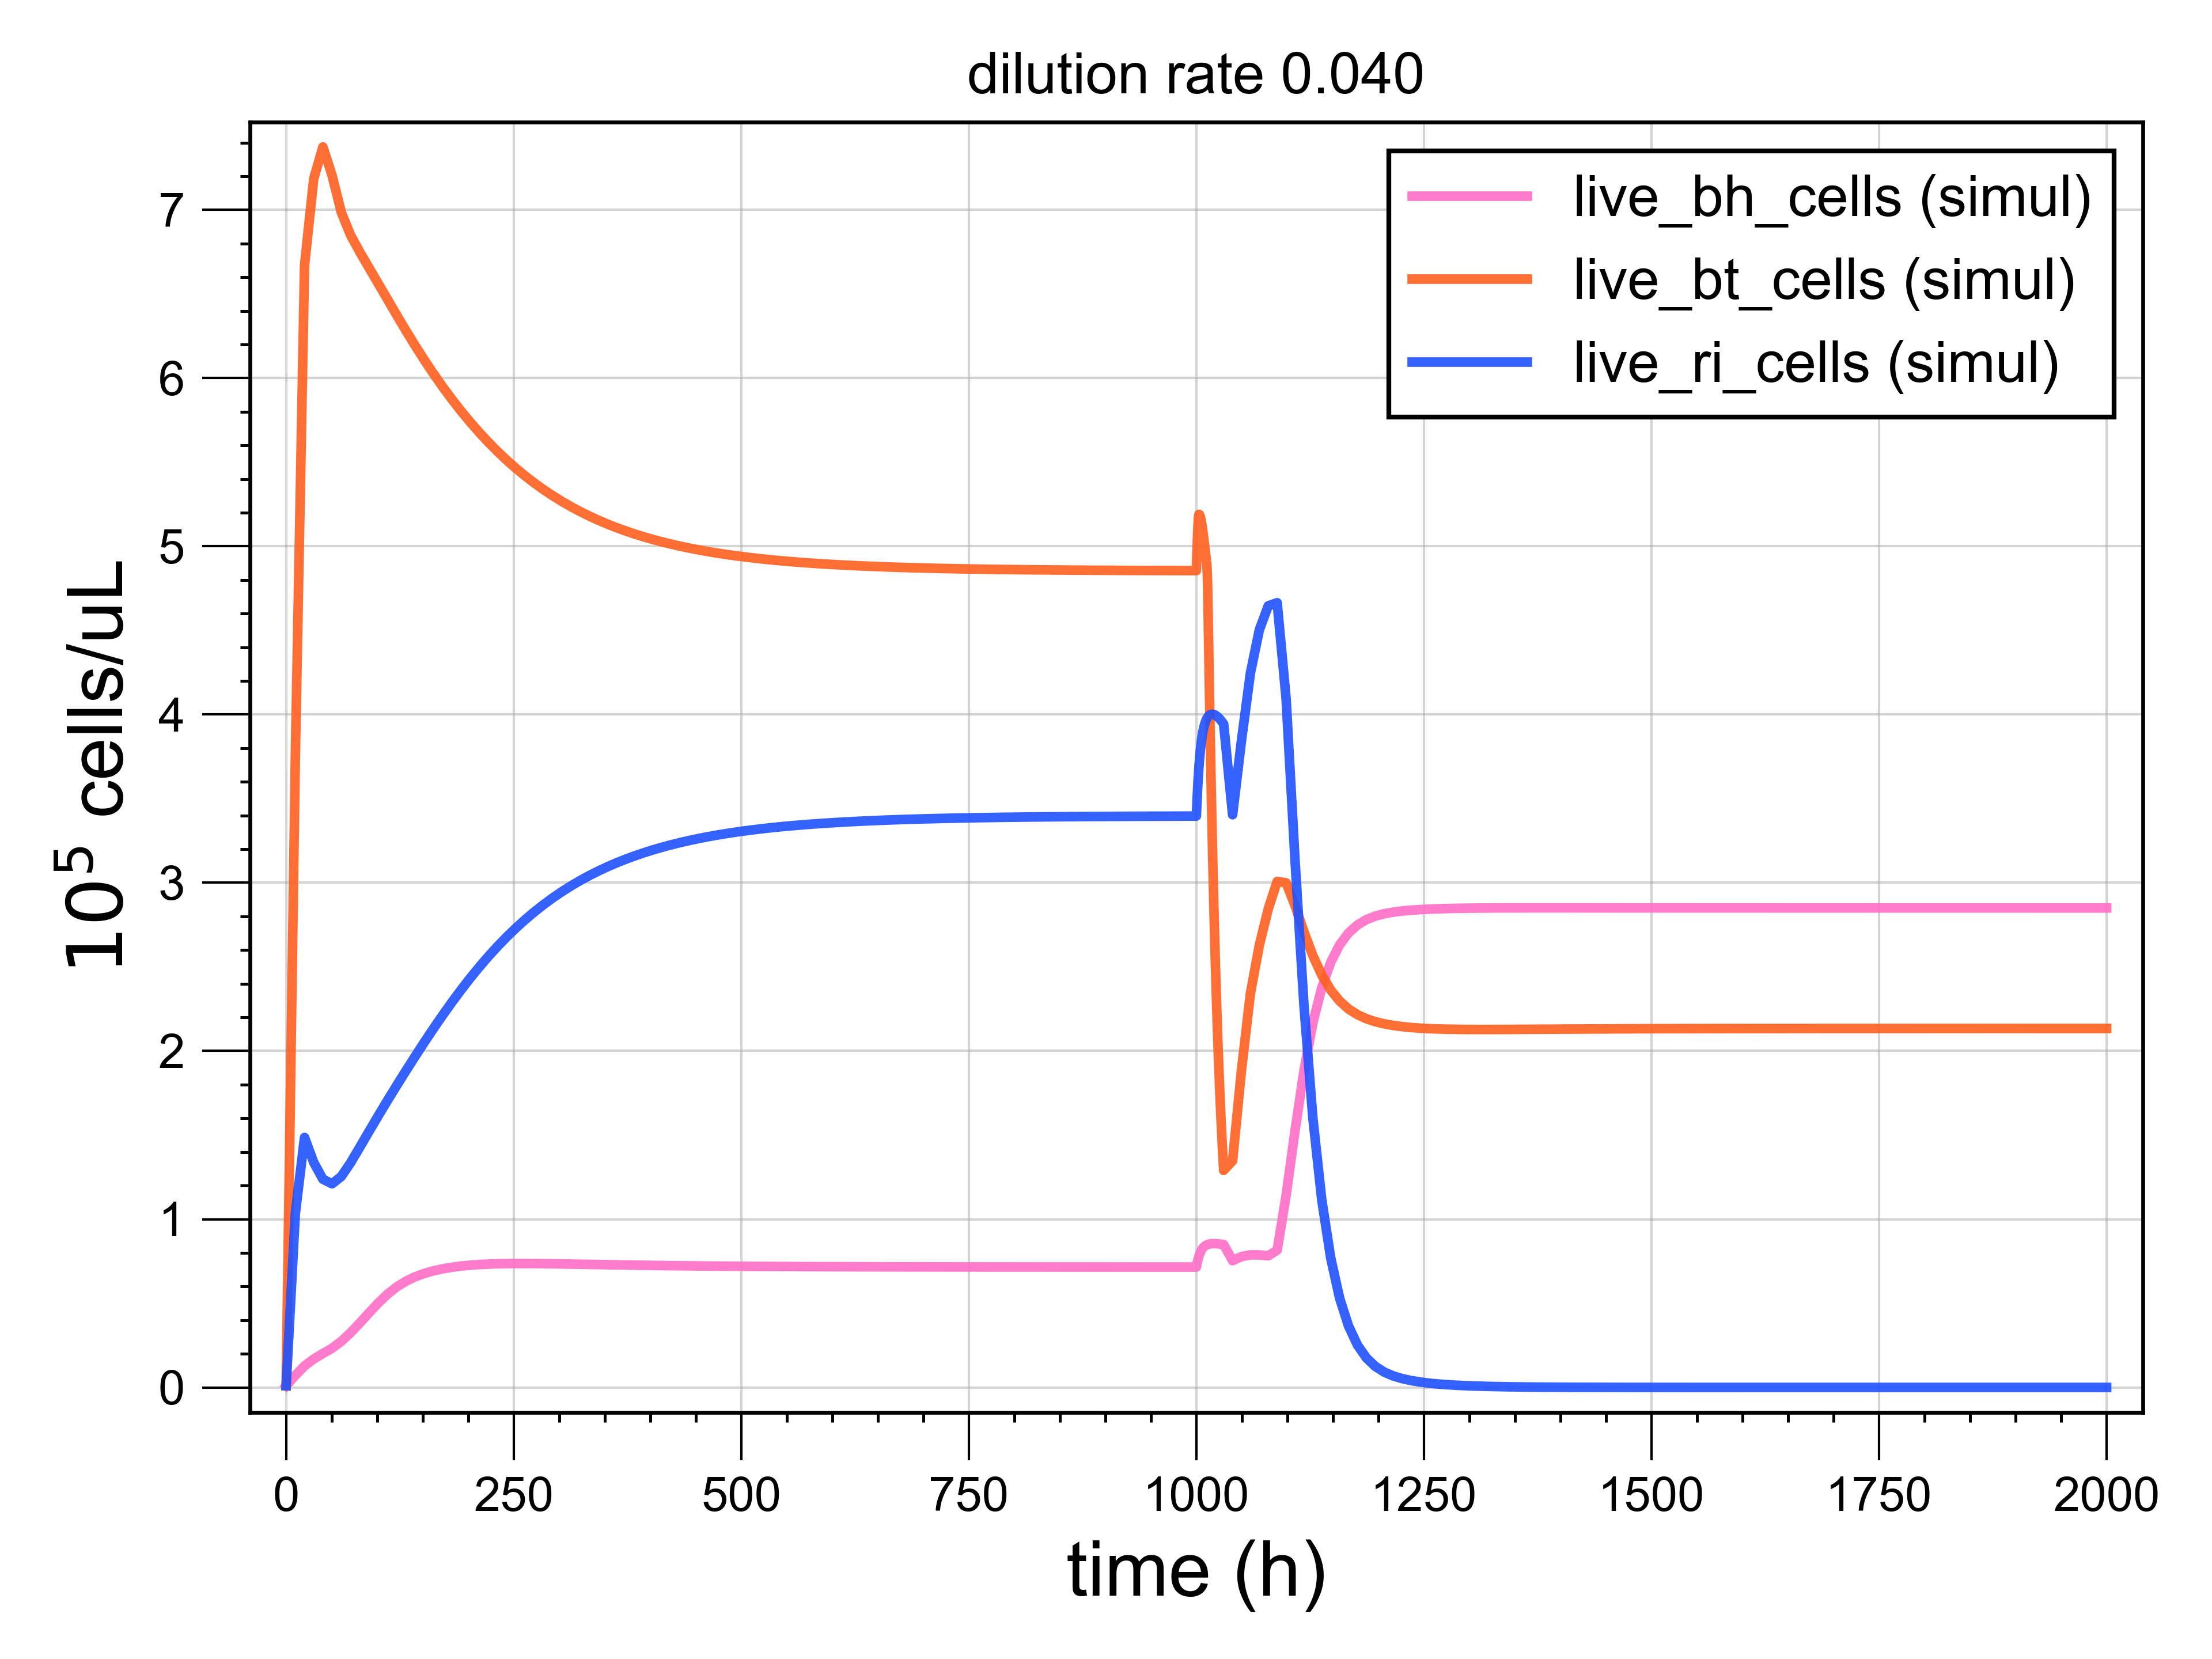 dilution rate 0.040
live_bh_cells (simul)
live_bt_cells (simul)
live_ri_cells (simul)
10⁵ cells/uL
7
6
5
4
3
2
1
0
0 250 500 750 1000 1250 1500 1750 2000
time (h)